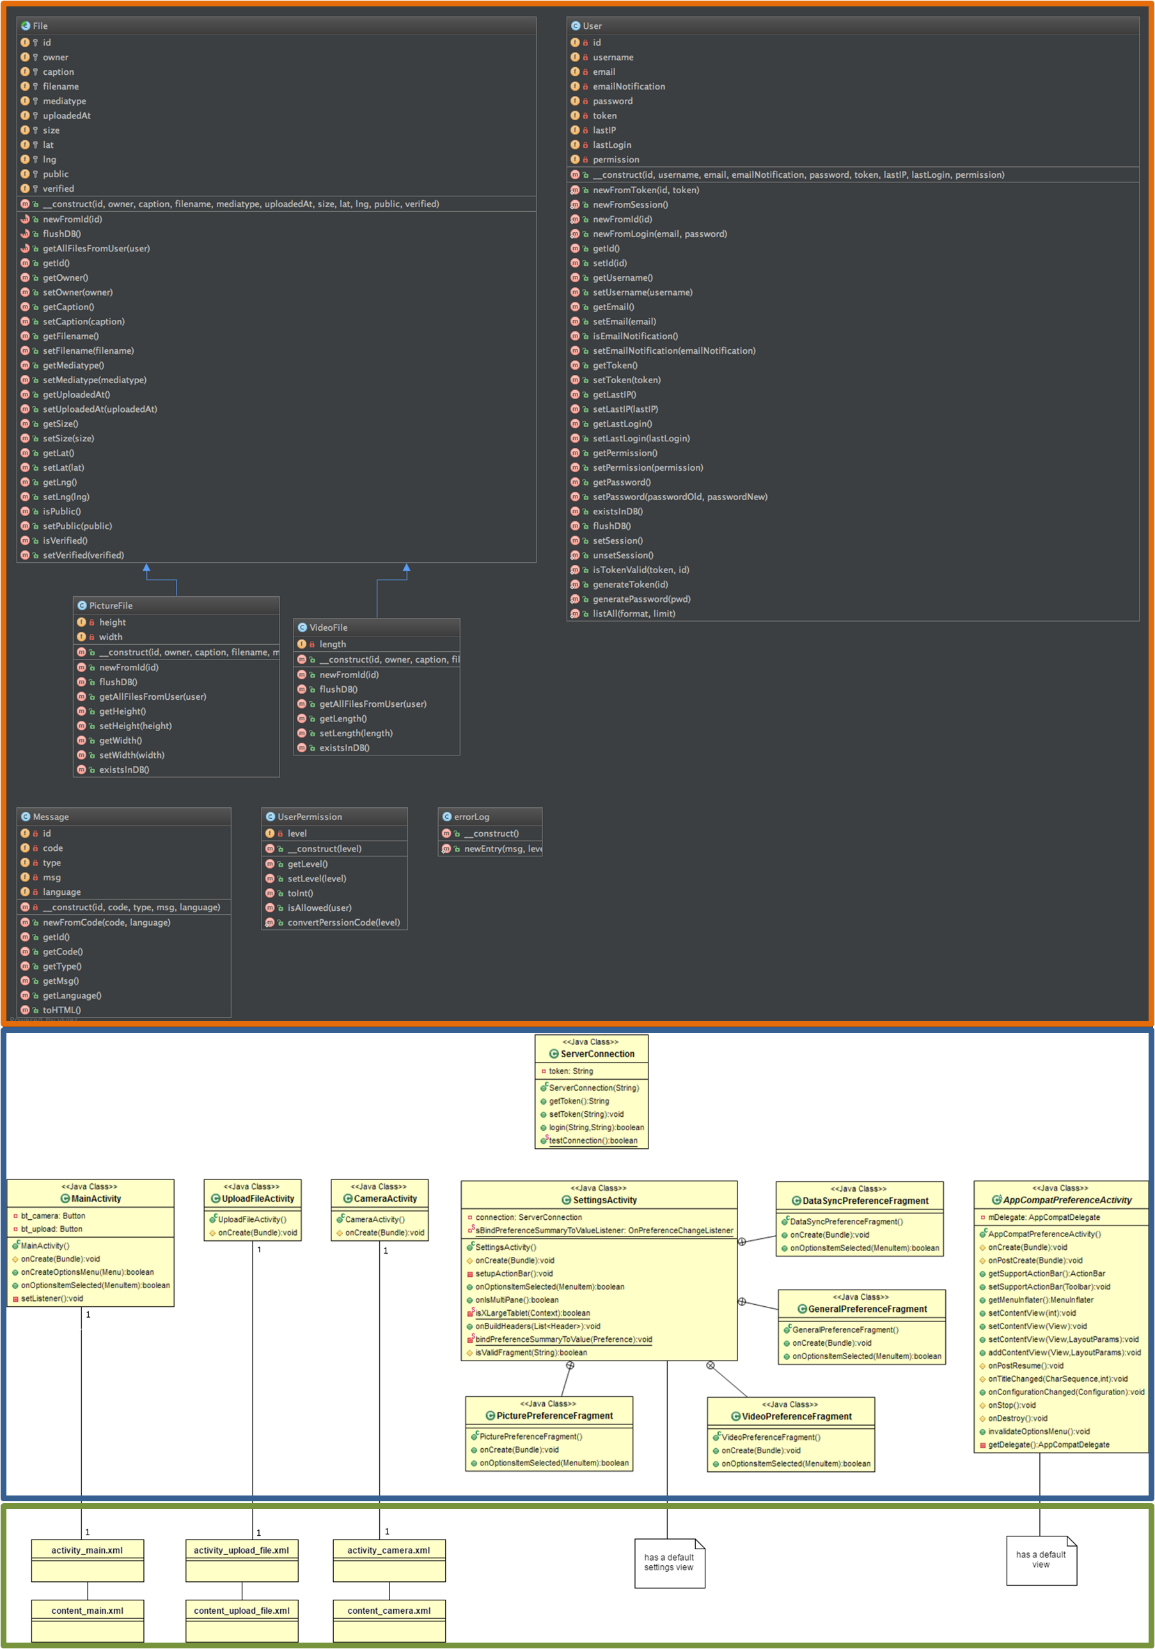 File
id
owner
caption
filename
mediatype
uploadedAt
size
lat
lng
public
verified
__construct(id, owner, caption, filename, mediatype, uploadedAt, size, lat, lng, public, verified)
newFromId(id)
flushDB()
getAllFilesFromUser(user)
getId()
getOwner()
setOwner(owner)
getCaption()
setCaption(caption)
getFilename()
setFilename(filename)
getMediatype()
setMediatype(mediatype)
getUploadedAt()
setUploadedAt(uploadedAt)
getSize()
setSize(size)
getLat()
setLat(lat)
getLng()
setLng(lng)
isPublic()
setPublic(public)
isVerified()
setVerified(verified)
User
id
username
email
emailNotification
password
token
lastIP
lastLogin
permission
__construct(id, username, email, emailNotification, password, token, lastIP, lastLogin, permission)
newFromToken(id, token)
newFromSession()
newFromId(id)
newFromLogin(email, password)
getId()
setId(id)
getUsername()
setUsername(username)
getEmail()
setEmail(email)
isEmailNotification()
setEmailNotification(emailNotification)
getToken()
setToken(token)
getLastIP()
setLastIP(lastIP)
getLastLogin()
setLastLogin(lastLogin)
getPermission()
setPermission(permission)
getPassword()
setPassword(passwordOld, passwordNew)
existsInDB()
flushDB()
setSession()
unsetSession()
isTokenValid(token, id)
generateToken(id)
generatePassword(pwd)
listAll(format, limit)
PictureFile
height
width
__construct(id, owner, caption, filename, m
newFromId(id)
flushDB()
getAllFilesFromUser(user)
getHeight()
setHeight(height)
getWidth()
setWidth(width)
existsInDB()
VideoFile
length
__construct(id, owner, caption, fil
newFromId(id)
flushDB()
getAllFilesFromUser(user)
getLength()
setLength(length)
existsInDB()
Message
id
code
type
msg
language
__construct(id, code, type, msg, language)
newFromCode(code, language)
getId()
getCode()
getType()
getMsg()
getLanguage()
toHTML()
UserPermission
level
__construct(level)
getLevel()
setLevel(level)
toInt()
isAllowed(user)
convertPerssionCode(level)
errorLog
__construct()
newEntry(msg, leve
<<Java Class>>
ServerConnection
token: String
ServerConnection(String)
getToken():String
setToken(String):void
login(String,String):boolean
testConnection():boolean
<<Java Class>>
MainActivity
bt_camera: Button
bt_upload: Button
MainActivity()
onCreate(Bundle):void
onCreateOptionsMenu(Menu):boolean
onOptionsItemSelected(MenuItem):boolean
setListener():void
1
<<Java Class>>
UploadFileActivity
UploadFileActivity()
onCreate(Bundle):void
1
<<Java Class>>
CameraActivity
CameraActivity()
onCreate(Bundle):void
1
<<Java Class>>
SettingsActivity
connection: ServerConnection
sBindPreferenceSummaryToValueListener: OnPreferenceChangeListener
SettingsActivity()
onCreate(Bundle):void
setupActionBar():void
onOptionsItemSelected(MenuItem):boolean
onIsMultiPane():boolean
isXLargeTablet(Context):boolean
onBuildHeaders(List<Header>):void
bindPreferenceSummaryToValue(Preference):void
isValidFragment(String):boolean
<<Java Class>>
DataSyncPreferenceFragment
DataSyncPreferenceFragment()
onCreate(Bundle):void
onOptionsItemSelected(MenuItem):boolean
<<Java Class>>
GeneralPreferenceFragment
GeneralPreferenceFragment()
onCreate(Bundle):void
onOptionsItemSelected(MenuItem):boolean
<<Java Class>>
PicturePreferenceFragment
PicturePreferenceFragment()
onCreate(Bundle):void
onOptionsItemSelected(MenuItem):boolean
<<Java Class>>
VideoPreferenceFragment
VideoPreferenceFragment()
onCreate(Bundle):void
onOptionsItemSelected(MenuItem):boolean
<<Java Class>>
AppCompatPreferenceActivity
mDelegate: AppCompatDelegate
AppCompatPreferenceActivity()
onCreate(Bundle):void
onPostCreate(Bundle):void
getSupportActionBar():ActionBar
setSupportActionBar(Toolbar):void
getMenuInflater():MenuInflater
setContentView(int):void
setContentView(View):void
setContentView(View,LayoutParams):void
addContentView(View,LayoutParams):void
onPostResume():void
onTitleChanged(CharSequence,int):void
onConfigurationChanged(Configuration):void
onStop():void
onDestroy():void
invalidateOptionsMenu():void
getDelegate():AppCompatDelegate
1
activity_main.xml
content_main.xml
1
activity_upload_file.xml
content_upload_file.xml
1
activity_camera.xml
content_camera.xml
has a default
settings view
has a default
view